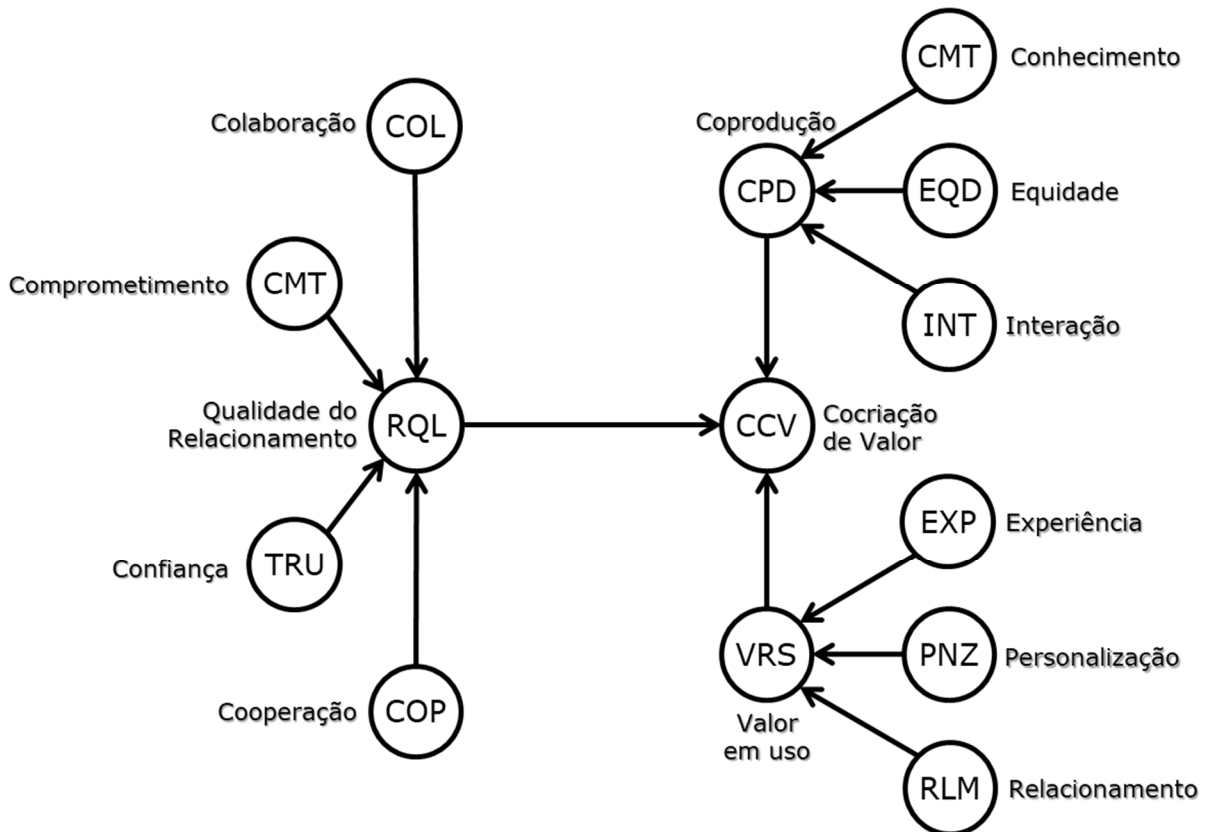 CMT
Conhecimento
Colaboração
COL
Coprodução
CPD
EQD
Equidade
Comprometimento
CMT
INT
Interação
Qualidade do
Relacionamento
RQL
CCV
Cocriação
de Valor
EXP
Experiência
Confiança
TRU
VRS
PNZ
Personalização
Cooperação
COP
Valor
em uso
RLM
Relacionamento